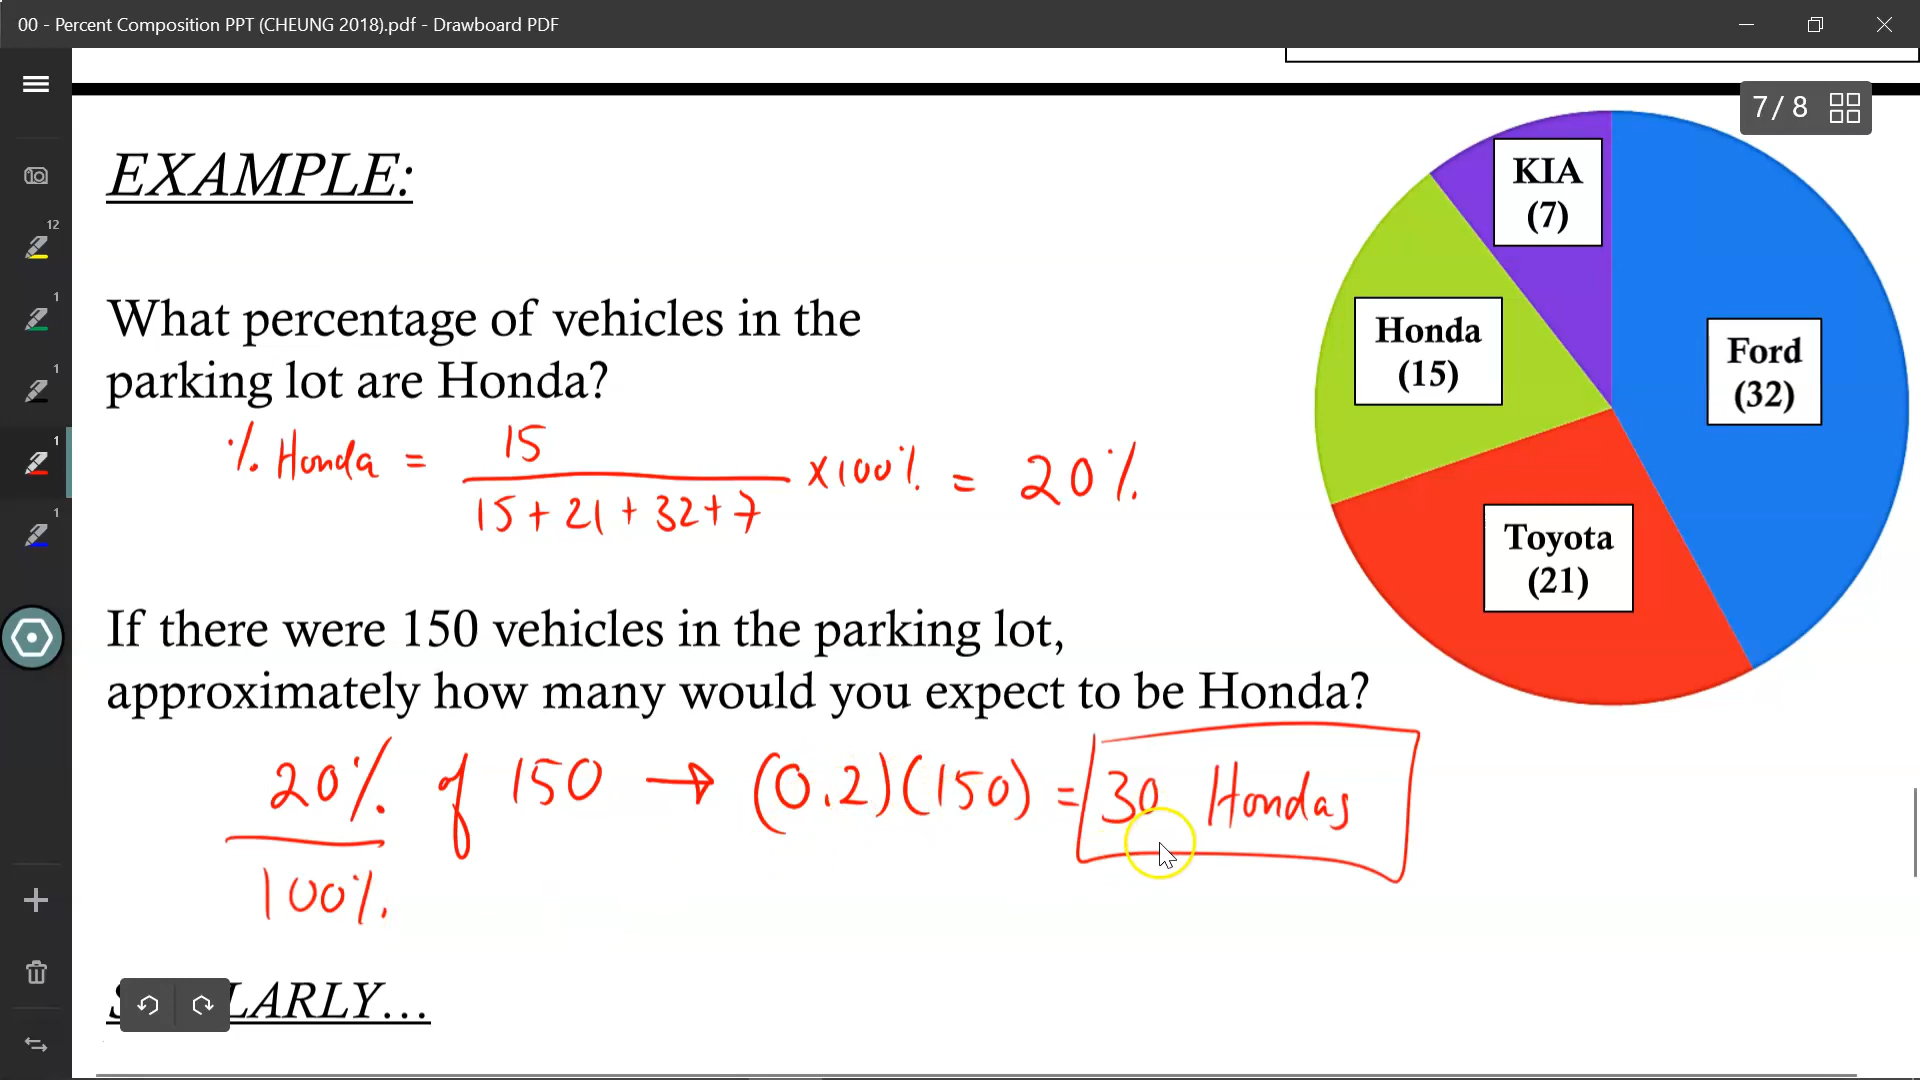 00 - Percent Composition PPT (CHEUNG 2018).pdf - Drawboard PDF
7 / 8
EXAMPLE:
What percentage of vehicles in the
parking lot are Honda?
% Honda = 15
15 + 21 + 32 + 7
x100% = 20%
If there were 150 vehicles in the parking lot,
approximately how many would you expect to be Honda?
20% of 150 → (0.2)(150) = 30 Hondas
100%
LARLY...
KIA
(7)
Honda
(15)
Ford
(32)
Toyota
(21)
12
1
1
1
1